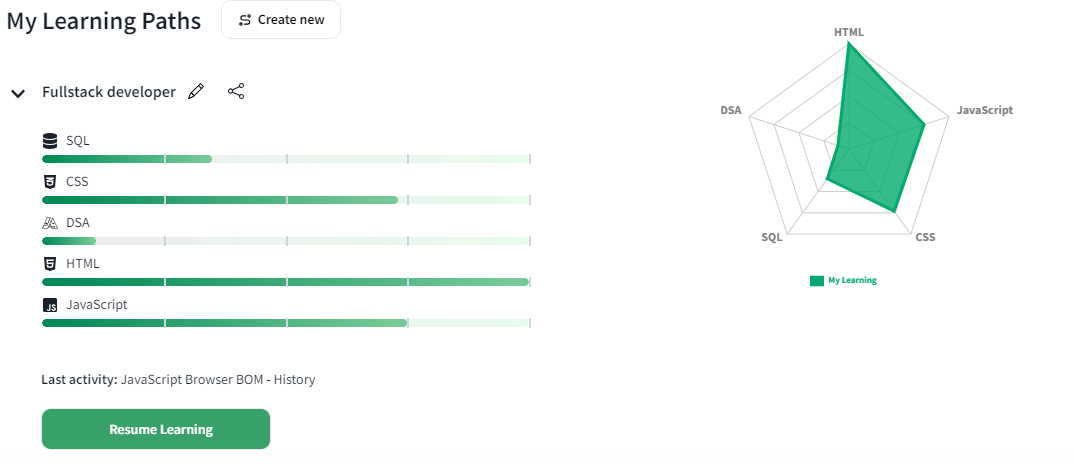 My Learning Paths
Create new
Fullstack developer
SQL
CSS
DSA
HTML
JS
JavaScript
Last activity: JavaScript Browser BOM - History
Resume Learning
HTML
DSA
JavaScript
SQL
CSS
My Learning